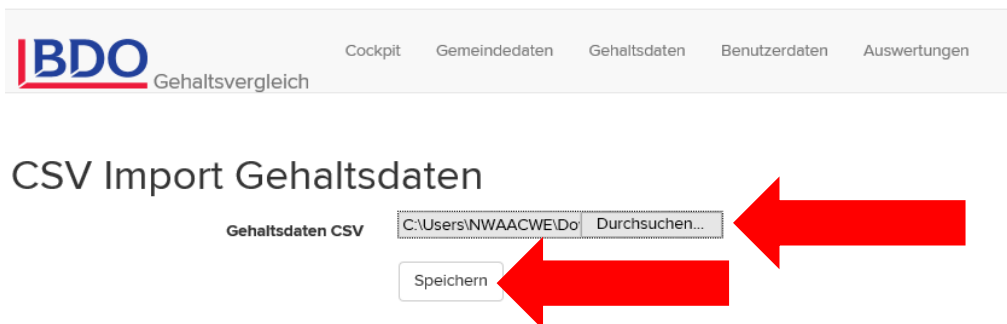 BDO
Gehaltsvergleich
Cockpit Gemeindedaten Gehaltsdaten Benutzerdaten Auswertungen
CSV Import Gehaltsdaten
Gehaltsdaten CSV C:\Users\NWAACWE\Do Durchsuchen...
Speichern